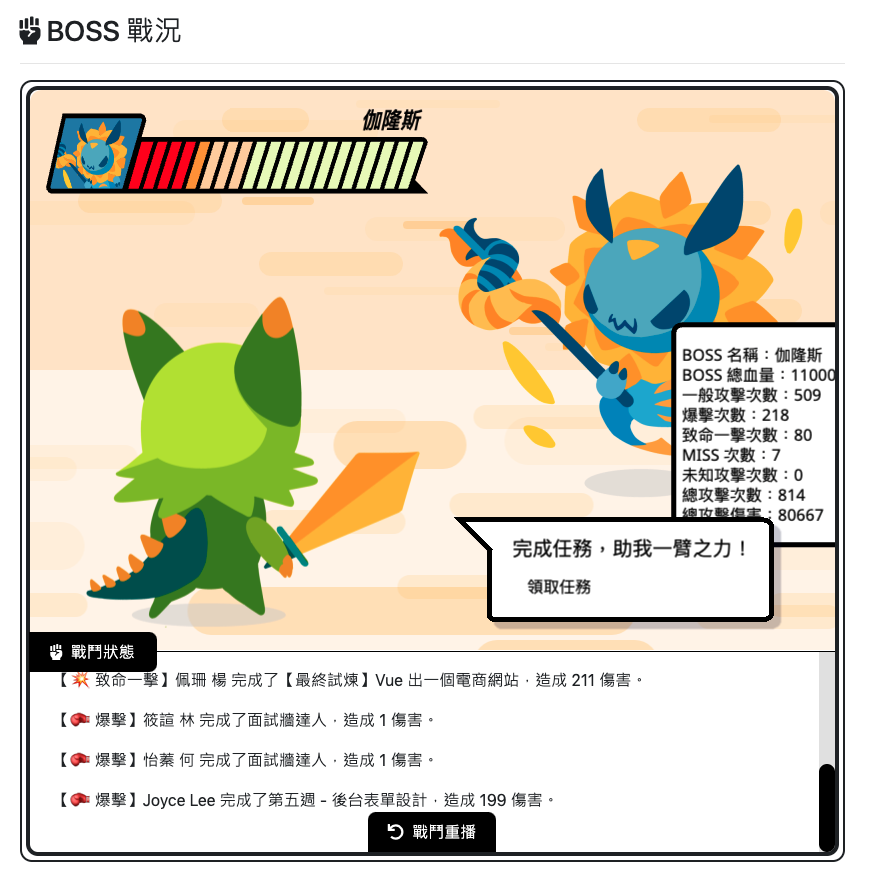 BOSS 戰況
伽隆斯
BOSS 名稱：伽隆斯
BOSS 總血量：11000
一般攻擊次數：509
爆擊次數：218
致命一擊次數：80
MISS 次數：7
未知攻擊次數：0
總攻擊次數：814
總攻擊傷害：80667
完成任務，助我一臂之力！
領取任務
戰鬥狀態
【💥 致命一擊】佩珊 楊 完成了【最終試煉】Vue 出一個電商網站，造成 211 傷害。
【🥊 爆擊】筱諠 林 完成了面試牆達人，造成 1 傷害。
【🥊 爆擊】怡蓁 何 完成了面試牆達人，造成 1 傷害。
【🥊 爆擊】Joyce Lee 完成了第五週 - 後台表單設計，造成 199 傷害。
戰鬥重播